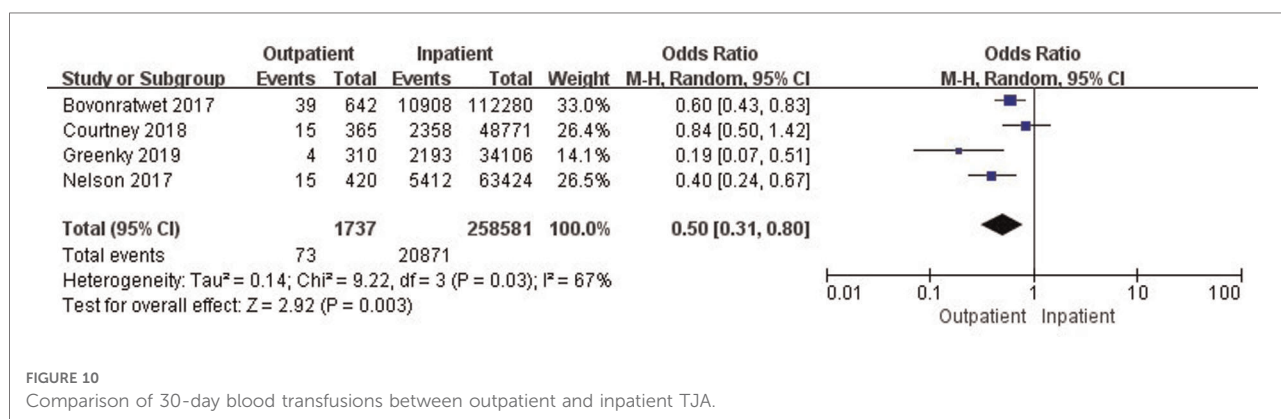 Outpatient Inpatient Odds Ratio Odds Ratio
Study or Subgroup Events Total Events Total Weight M-H, Random, 95% CI M-H, Random, 95% CI
Bovonratwet 2017 39 642 10908 112280 33.0% 0.60 [0.43, 0.83]
Courtney 2018 15 365 2358 48771 26.4% 0.84 [0.50, 1.42]
Greenky 2019 4 310 2193 34106 14.1% 0.19 [0.07, 0.51]
Nelson 2017 15 420 5412 63424 26.5% 0.40 [0.24, 0.67]
Total (95% CI) 1737 258581 100.0% 0.50 [0.31, 0.80]
Total events 73 20871
Heterogeneity: Tau² = 0.14; Chi² = 9.22, df = 3 (P = 0.03); I² = 67%
Test for overall effect: Z = 2.92 (P = 0.003)
0.01 0.1 1 10 100
Outpatient Inpatient
FIGURE 10
Comparison of 30-day blood transfusions between outpatient and inpatient TJA.